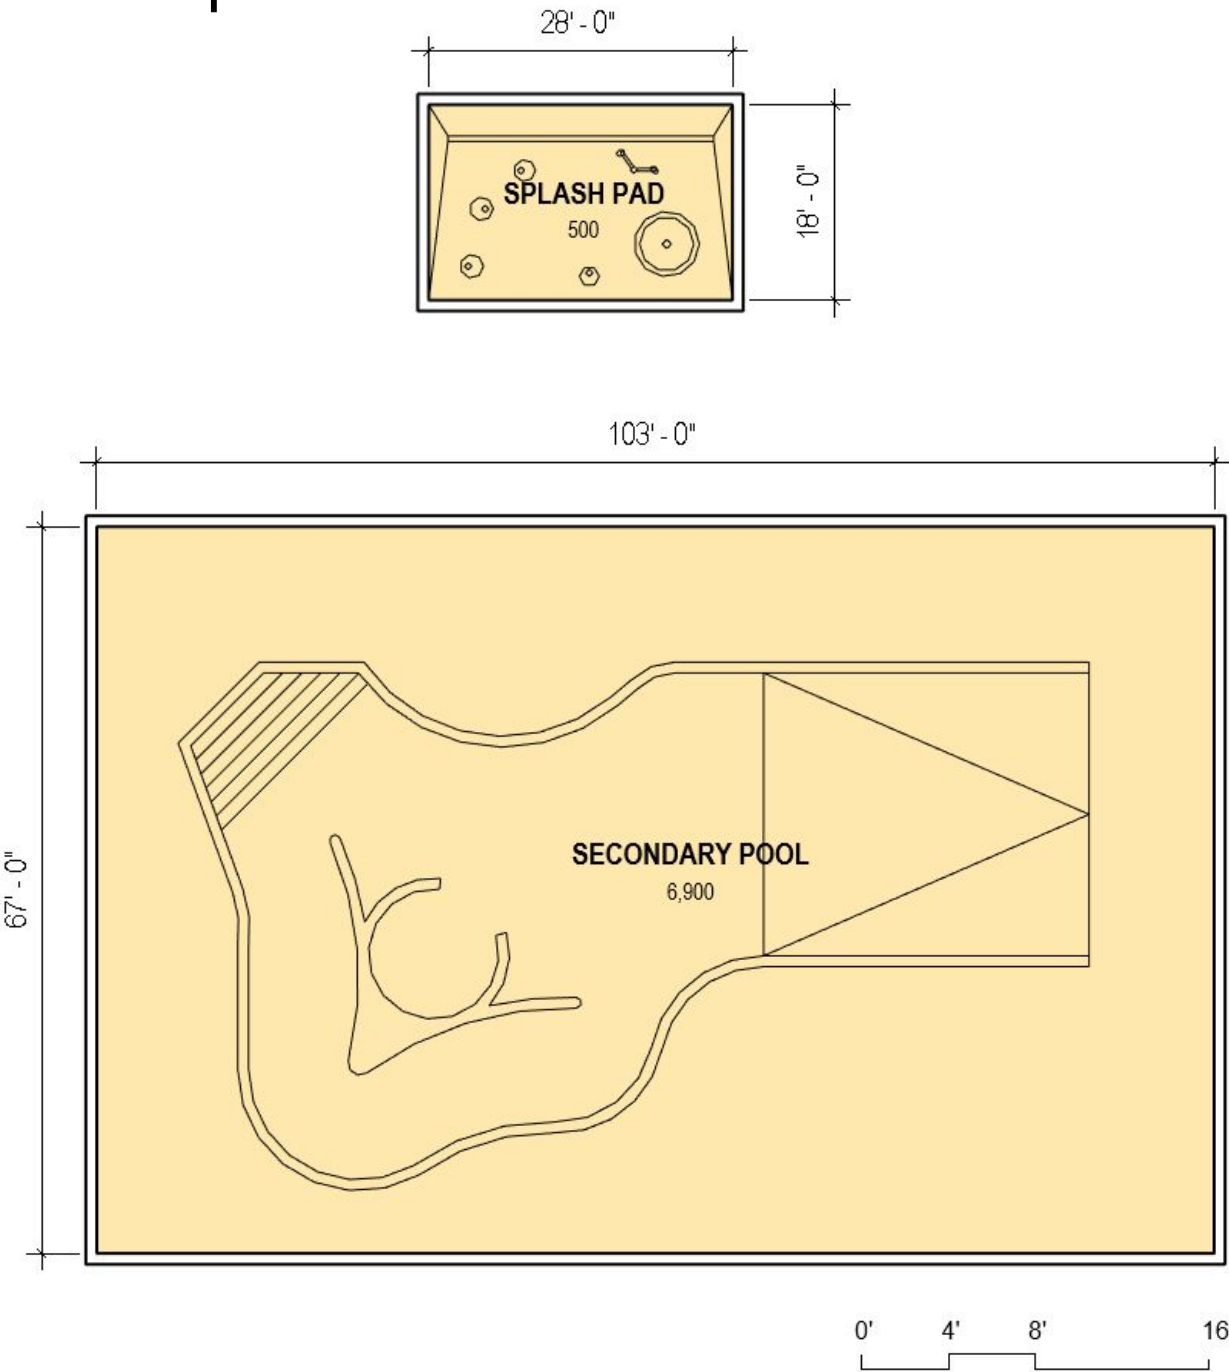 28' - 0"
18' - 0"
SPLASH PAD
500
103' - 0"
67' - 0"
SECONDARY POOL
6,900
0' 4' 8' 16